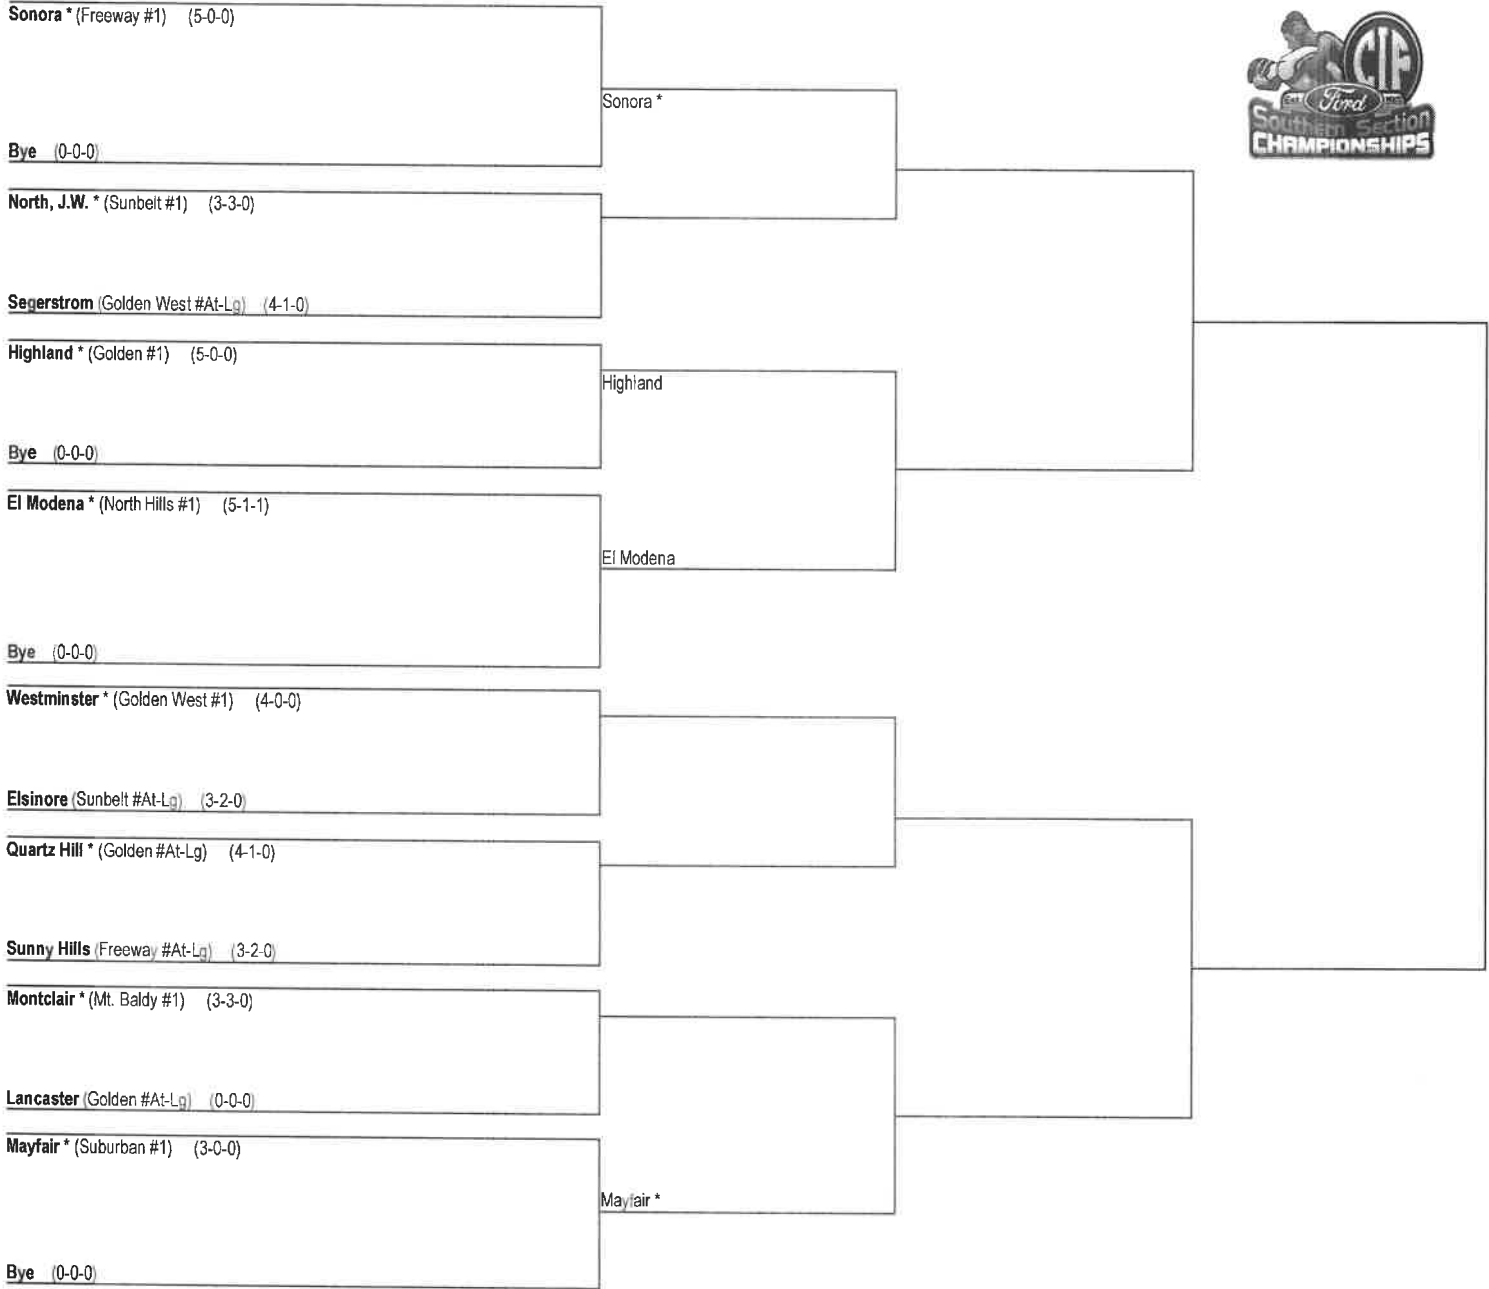 Sonora * (Freeway #1) (5-0-0)
Bye (0-0-0)
North, J.W. * (Sunbelt #1) (3-3-0)
Segerstrom (Golden West #At-Lg) (4-1-0)
Highland * (Golden #1) (5-0-0)
Bye (0-0-0)
El Modena * (North Hills #1) (5-1-1)
Bye (0-0-0)
Westminster * (Golden West #1) (4-0-0)
Elsinore (Sunbelt #At-Lg) (3-2-0)
Quartz Hill * (Golden #At-Lg) (4-1-0)
Sunny Hills (Freeway #At-Lg) (3-2-0)
Montclair * (Mt. Baldy #1) (3-3-0)
Lancaster (Golden #At-Lg) (0-0-0)
Mayfair * (Suburban #1) (3-0-0)
Bye (0-0-0)
Sonora *
Highland
El Modena
Mayfair *
CIF
Ford
Southern Section
CHAMPIONSHIPS